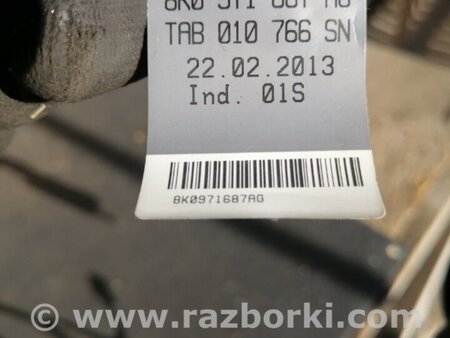 TAB 010 766 SN
22.02.2013
Ind. 01S
8K0971687AG
www.razborki.com